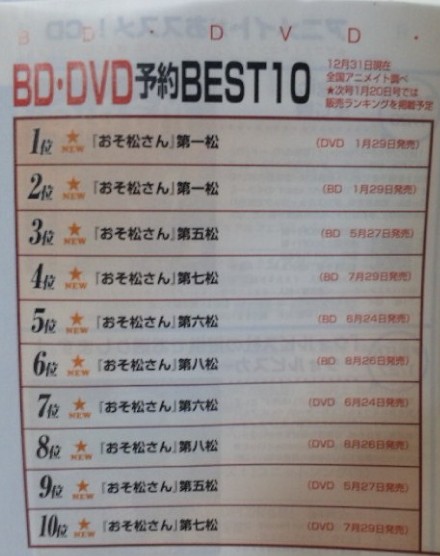 B D · D V D ·
BD・DVD予約BEST10
12月31日現在
全国アニメイト調べ
★次号1月20日号では
販売ランキングを掲載予定
1位 ★NEW 『おそ松さん』第一松 (DVD 1月29日発売)
2位 ★NEW 『おそ松さん』第一松 (BD 1月29日発売)
3位 ★NEW 『おそ松さん』第五松 (BD 5月27日発売)
4位 ★NEW 『おそ松さん』第七松 (BD 7月29日発売)
5位 ★NEW 『おそ松さん』第六松 (BD 6月24日発売)
6位 ★NEW 『おそ松さん』第八松 (BD 8月26日発売)
7位 ★NEW 『おそ松さん』第六松 (DVD 6月24日発売)
8位 ★NEW 『おそ松さん』第八松 (DVD 8月26日発売)
9位 ★NEW 『おそ松さん』第五松 (DVD 5月27日発売)
10位 ★NEW 『おそ松さん』第七松 (DVD 7月29日発売)